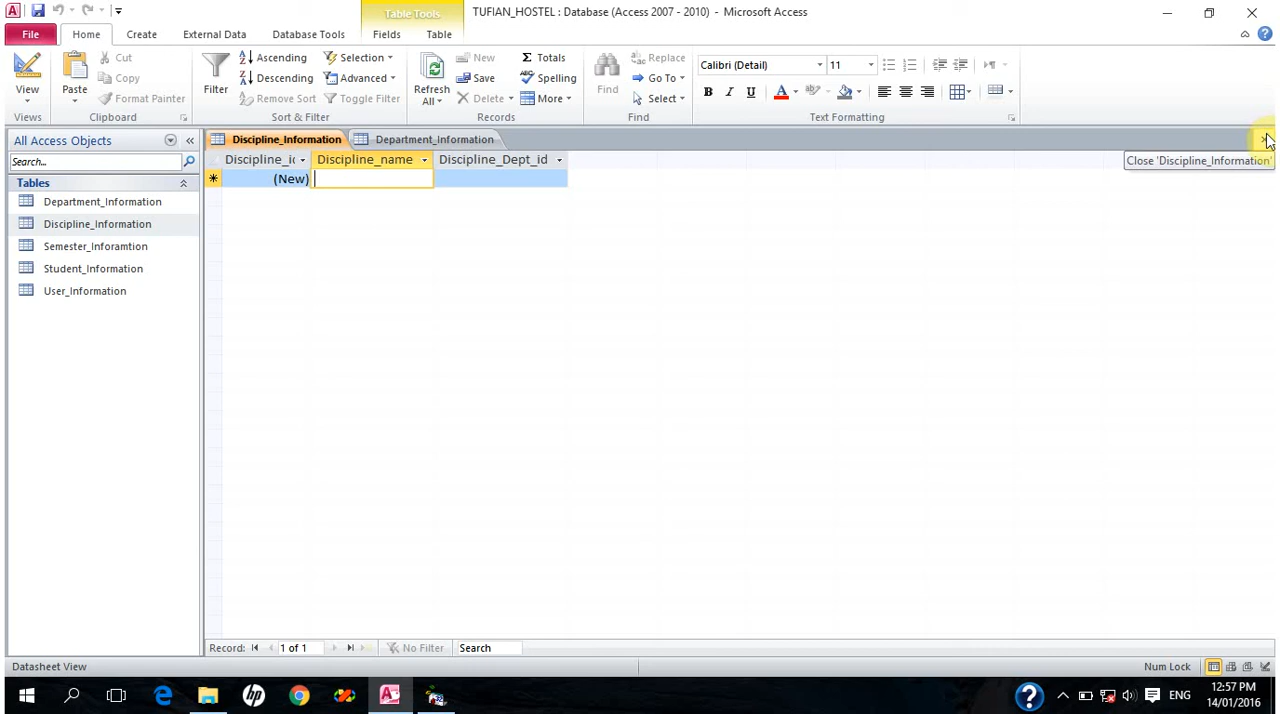 Table Tools
TUFIAN_HOSTEL : Database (Access 2007 - 2010) - Microsoft Access
File Home Create External Data Database Tools Fields Table
View
Views
Paste
Cut
Copy
Format Painter
Clipboard
Filter
Ascending
Descending
Remove Sort
Selection
Advanced
Toggle Filter
Sort & Filter
Refresh
All
New
Save
Delete
Totals
Spelling
More
Records
Find
Replace
Go To
Select
Find
Calibri (Detail) 11
B I U A ab
Text Formatting
All Access Objects
Search...
Tables
Department_Information
Discipline_Information
Semester_Inforamtion
Student_Information
User_Information
Discipline_Information Department_Information
Close 'Discipline_Information'
Discipline_ic Discipline_name Discipline_Dept_id
(New)
Record: 1 of 1 No Filter Search
Datasheet View
Num Lock
ENG
12:57 PM
14/01/2016